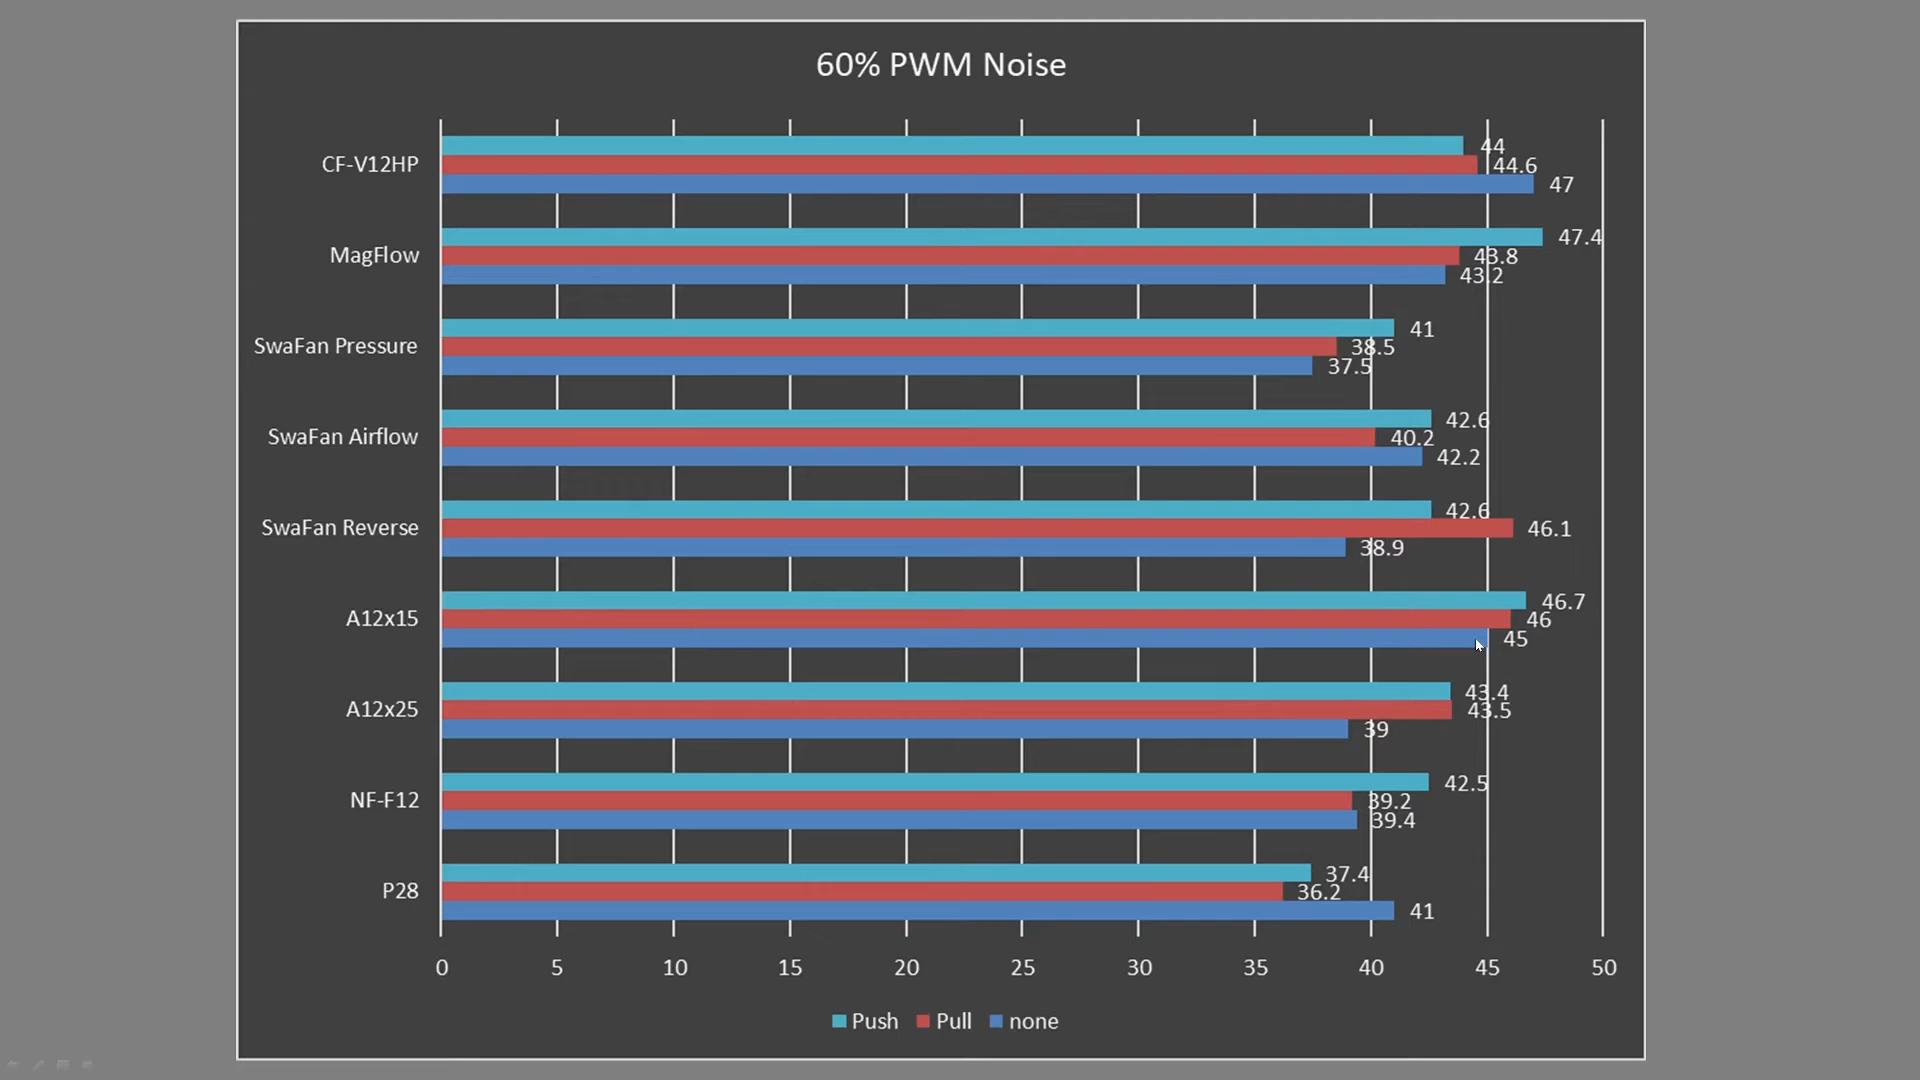 60% PWM Noise
CF-V12HP
44
44.6
47
MagFlow
47.4
43.8
43.2
SwaFan Pressure
41
38.5
37.5
SwaFan Airflow
42.6
40.2
42.2
SwaFan Reverse
42.6
46.1
38.9
A12x15
46.7
46
45
A12x25
43.4
43.5
39
NF-F12
42.5
39.2
39.4
P28
37.4
36.2
41
0 5 10 15 20 25 30 35 40 45 50
Push Pull none